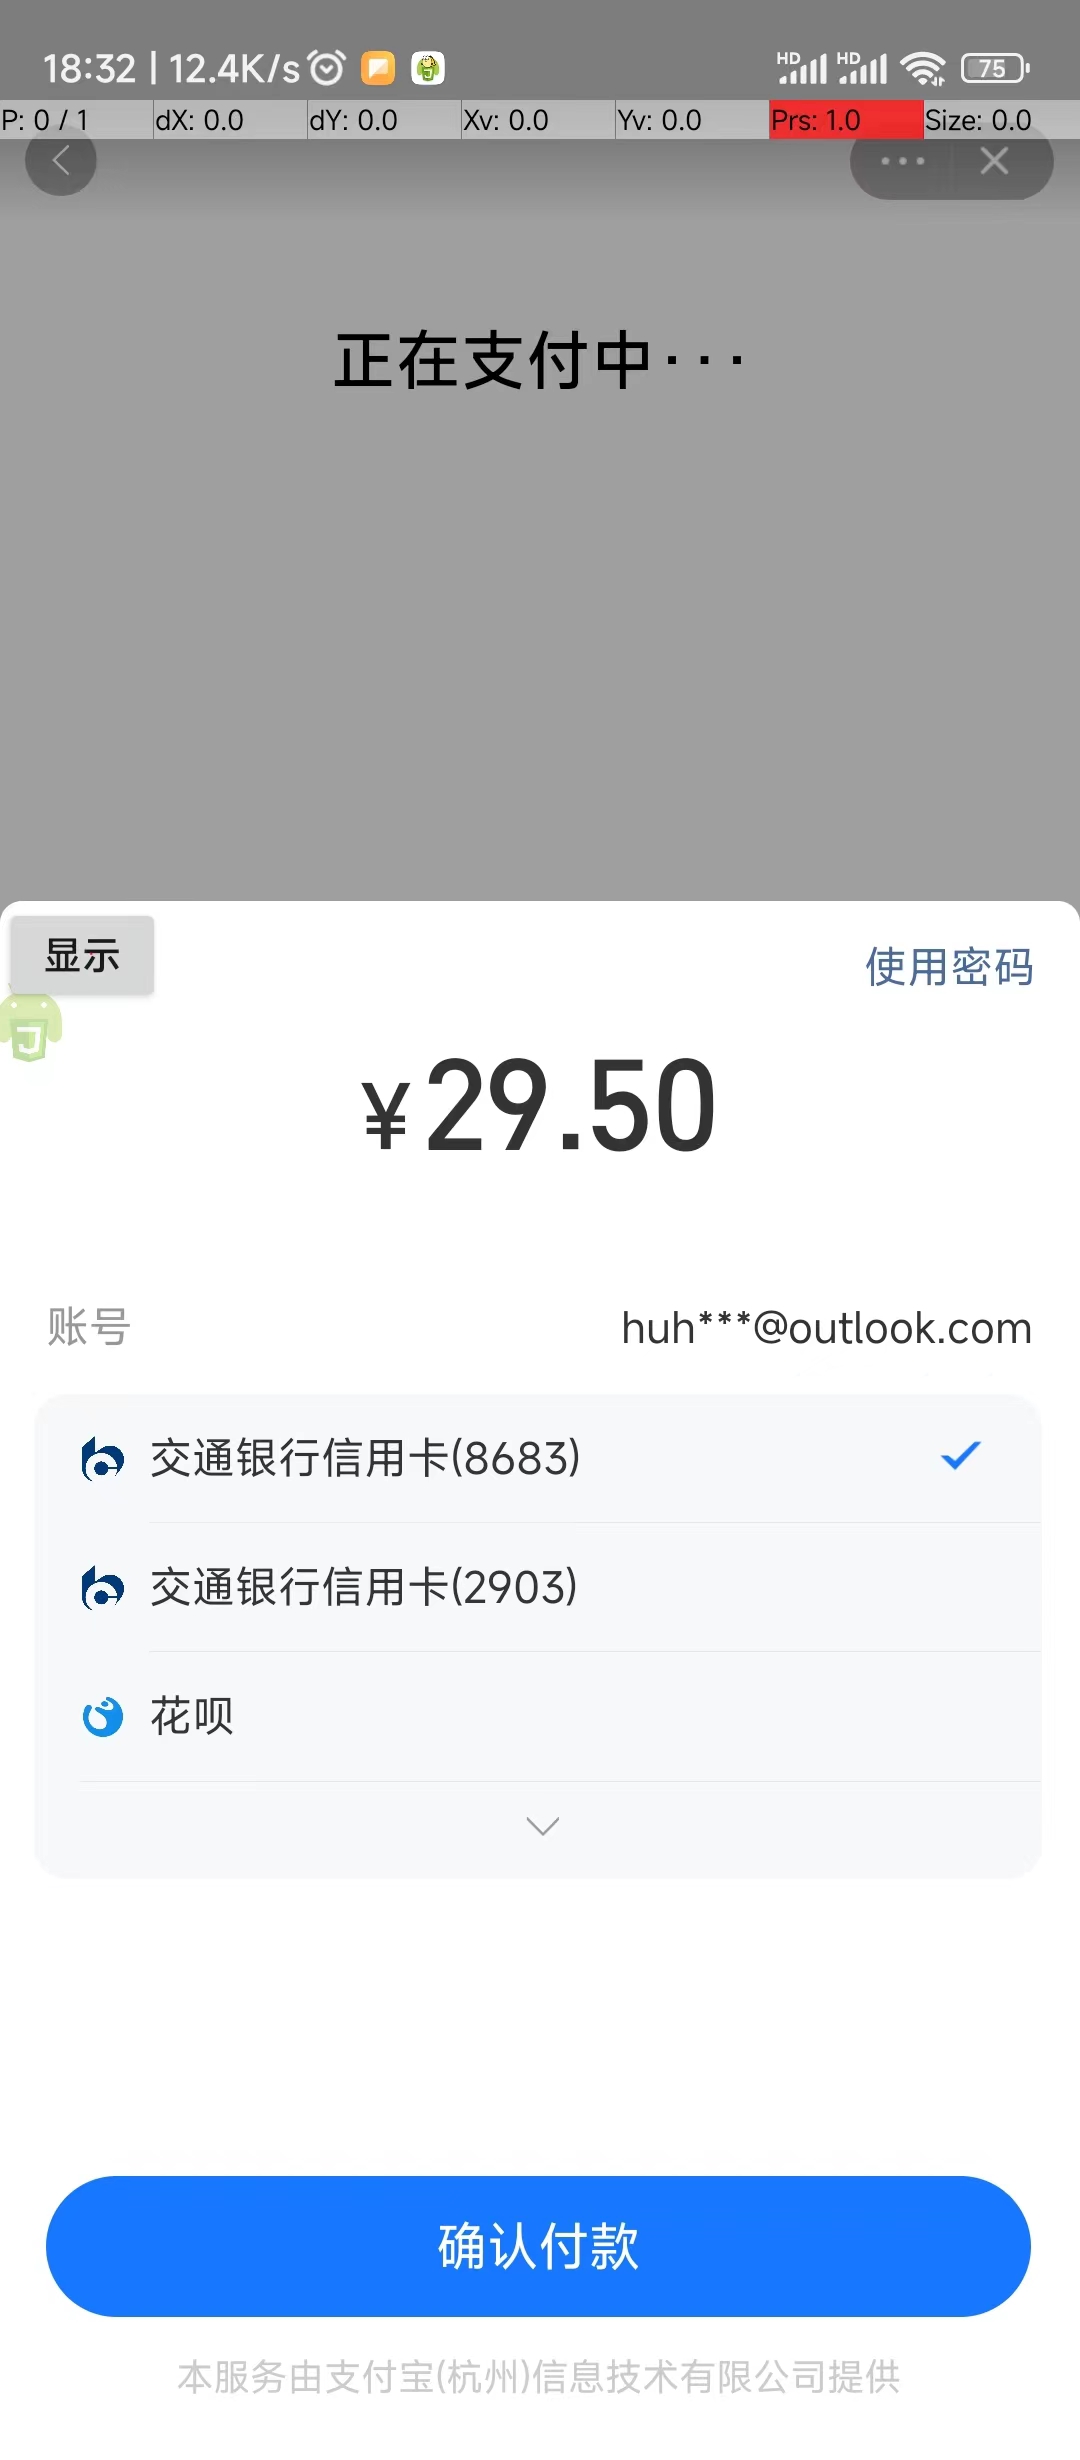 18:32 | 12.4K/s HD HD 75
P: 0 / 1 dX: 0.0 dY: 0.0 Xv: 0.0 Yv: 0.0 Prs: 1.0 Size: 0.0
正在支付中···
显示 使用密码
¥29.50
账号 huh***@outlook.com
交通银行信用卡(8683)
交通银行信用卡(2903)
花呗
确认付款
本服务由支付宝(杭州)信息技术有限公司提供